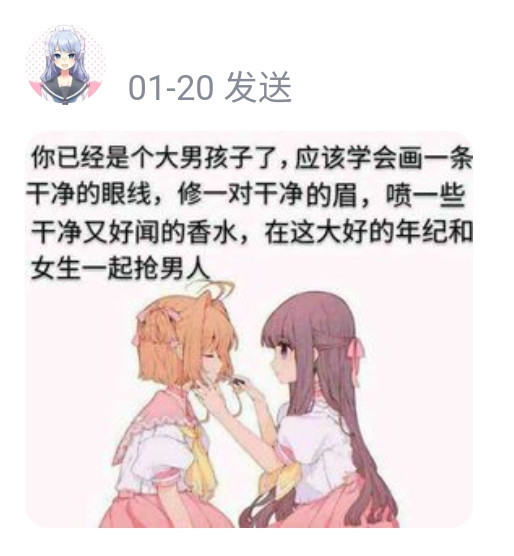 01-20 发送
你已经是个大男孩子了，应该学会画一条
干净的眼线，修一对干净的眉，喷一些
干净又好闻的香水，在这大好的年纪和
女生一起抢男人